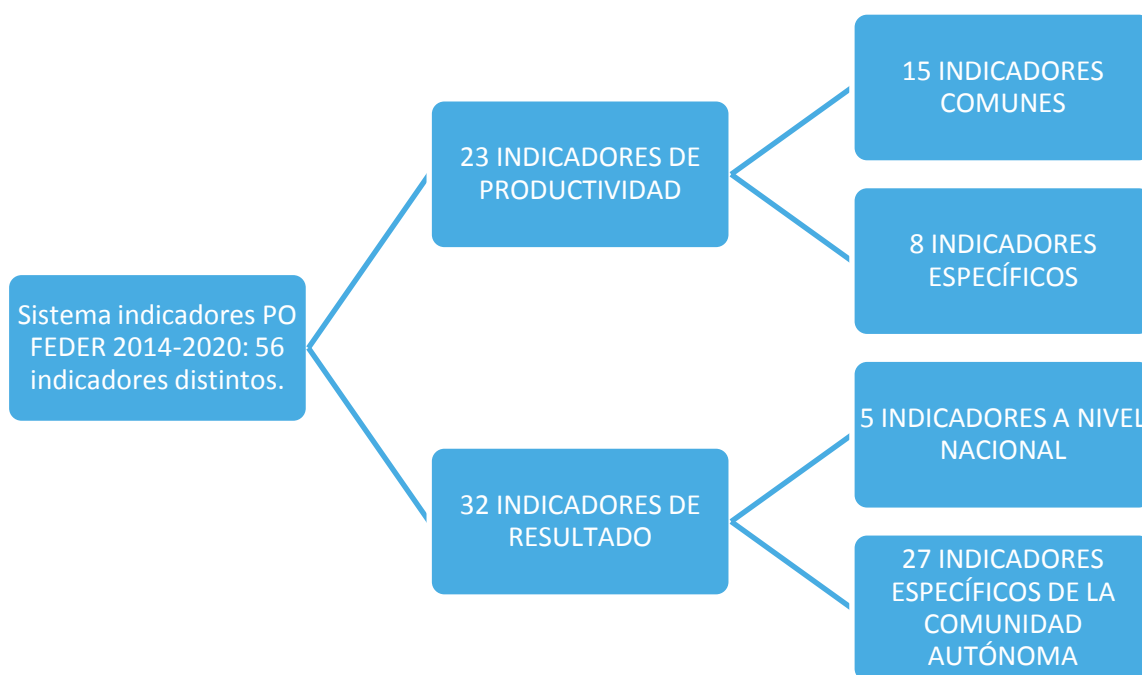 Sistema indicadores PO
FEDER 2014-2020: 56
indicadores distintos.
23 INDICADORES DE
PRODUCTIVIDAD
15 INDICADORES
COMUNES
8 INDICADORES
ESPECÍFICOS
32 INDICADORES DE
RESULTADO
5 INDICADORES A NIVEL
NACIONAL
27 INDICADORES
ESPECÍFICOS DE LA
COMUNIDAD
AUTÓNOMA